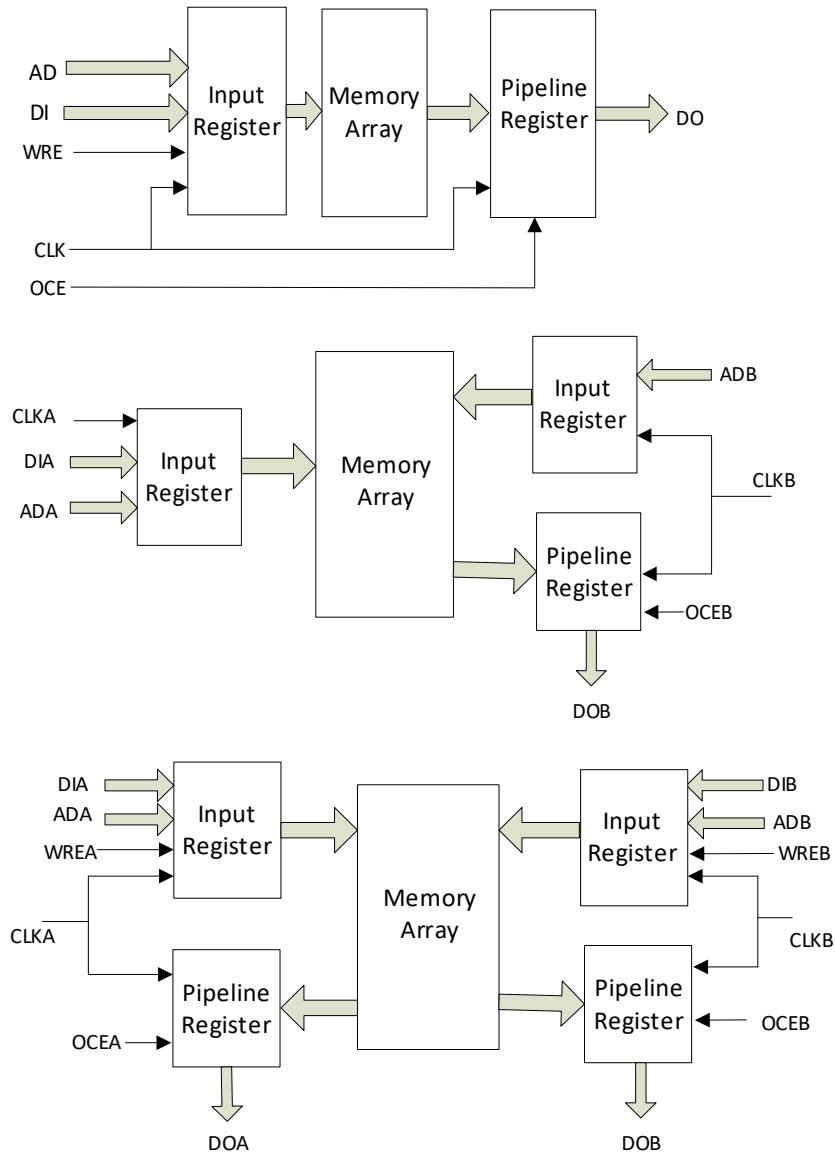 AD
DI
WRE
CLK
OCE
Input
Register
Memory
Array
Pipeline
Register
DO
CLKA
DIA
ADA
Input
Register
Memory
Array
Input
Register
ADB
CLKB
Pipeline
Register
OCEB
DOB
DIA
ADA
WREA
CLKA
OCEA
Input
Register
Pipeline
Register
DOA
Memory
Array
Input
Register
Pipeline
Register
DIB
ADB
WREB
CLKB
OCEB
DOB